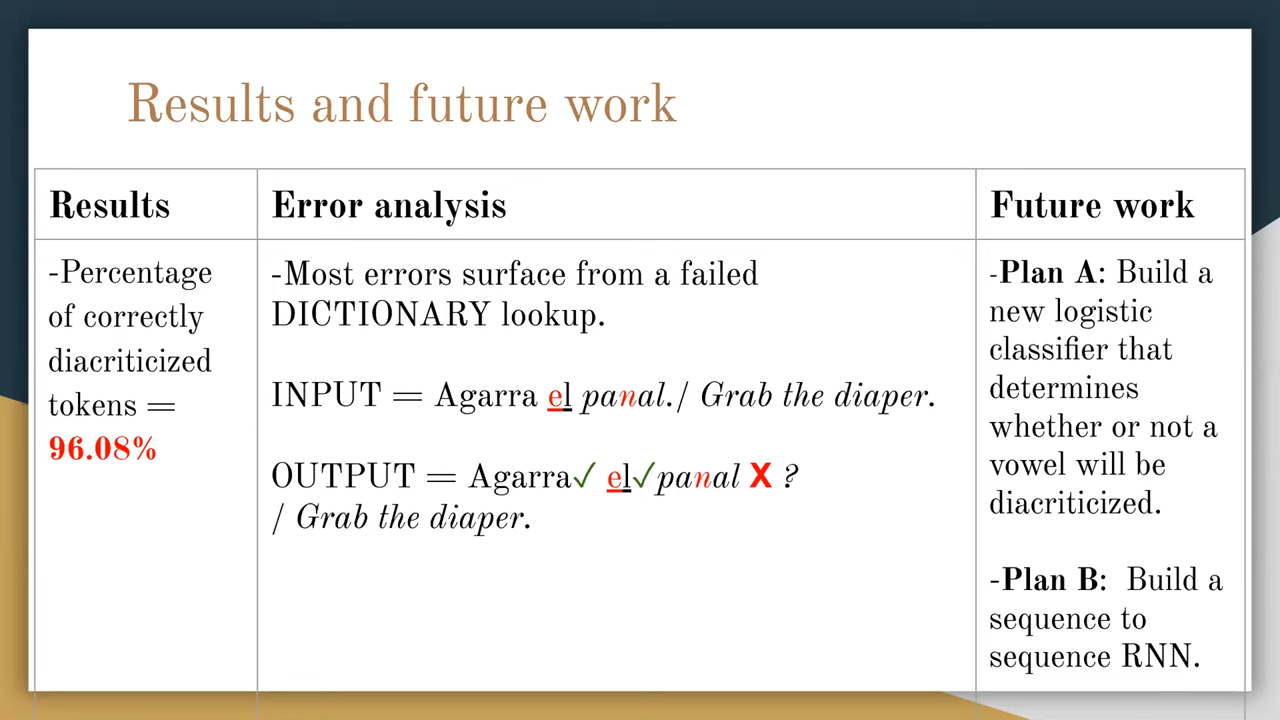 Results and future work
Results
Error analysis
Future work
-Percentage
of correctly
diacriticized
tokens =
96.08%
-Most errors surface from a failed
DICTIONARY lookup.
INPUT = Agarra el panal./ Grab the diaper.
OUTPUT = Agarra✓ el✓panal X ?
/ Grab the diaper.
-Plan A: Build a
new logistic
classifier that
determines
whether or not a
vowel will be
diacriticized.
-Plan B: Build a
sequence to
sequence RNN.